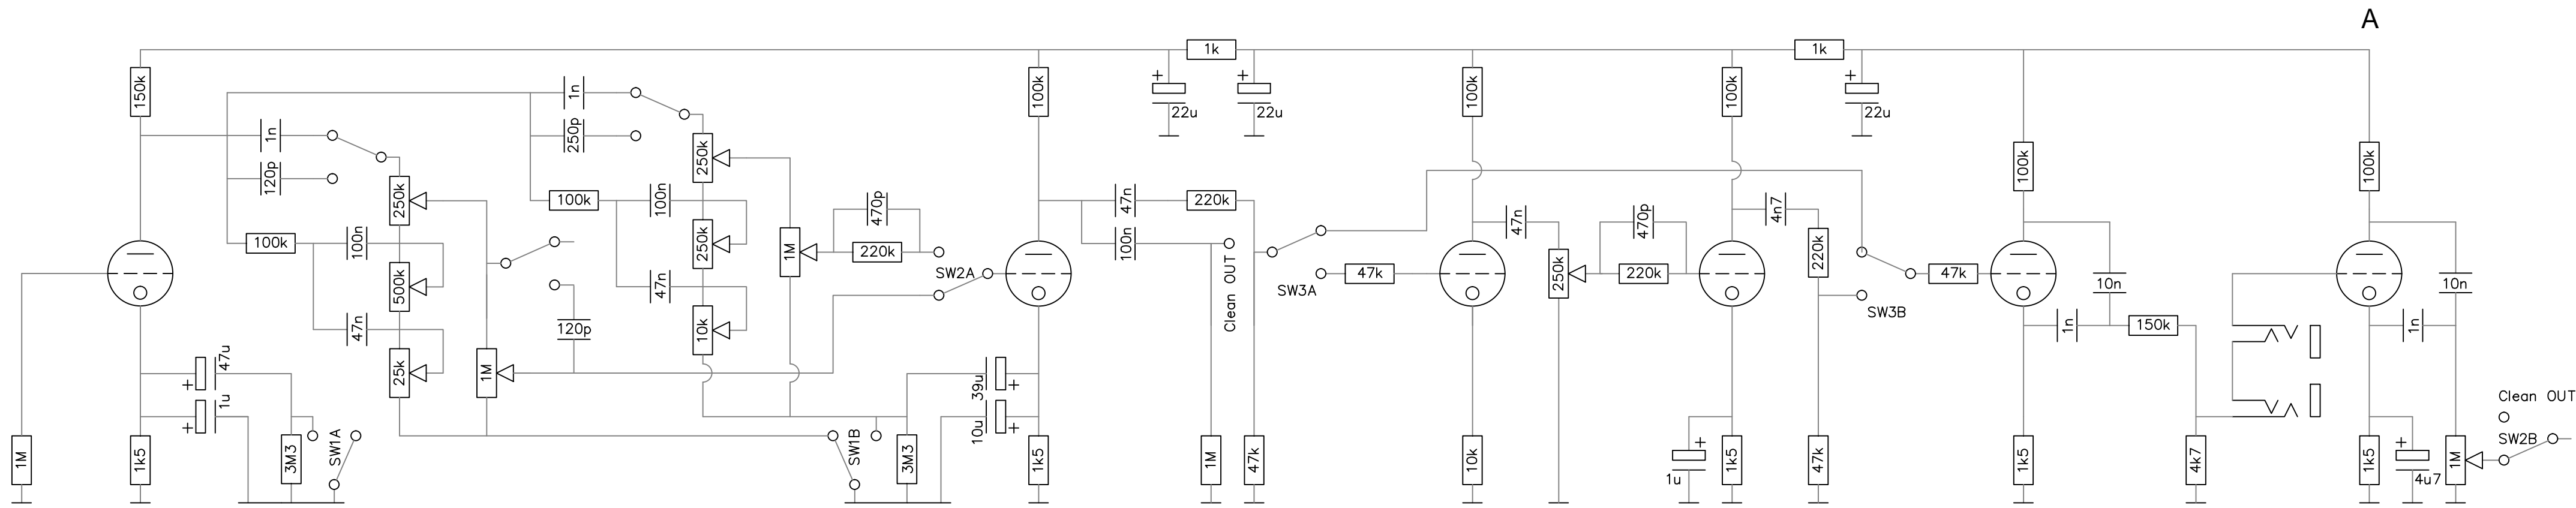 A
1k
1k
150k
1n
100k
22u
22u
100k
100k
22u
1n
250p
120p
250k
250k
100k
100k
100k
100n
470p
220k
47n
220k
47n
470p
4n7
220k
100k
100n
500k
250k
1M
100n
SW2A
Clean OUT
SW3A
47k
250k
220k
47k
10n
10n
47n
47n
10k
120p
SW3B
1n
150k
1n
47u
1u
25k
1M
39u
10u
Clean OUT
SW2B
1M
1k5
3M3
SW1A
SW1B
3M3
1k5
1M
47k
10k
1u
1k5
47k
1k5
4k7
1k5
4u7
1M